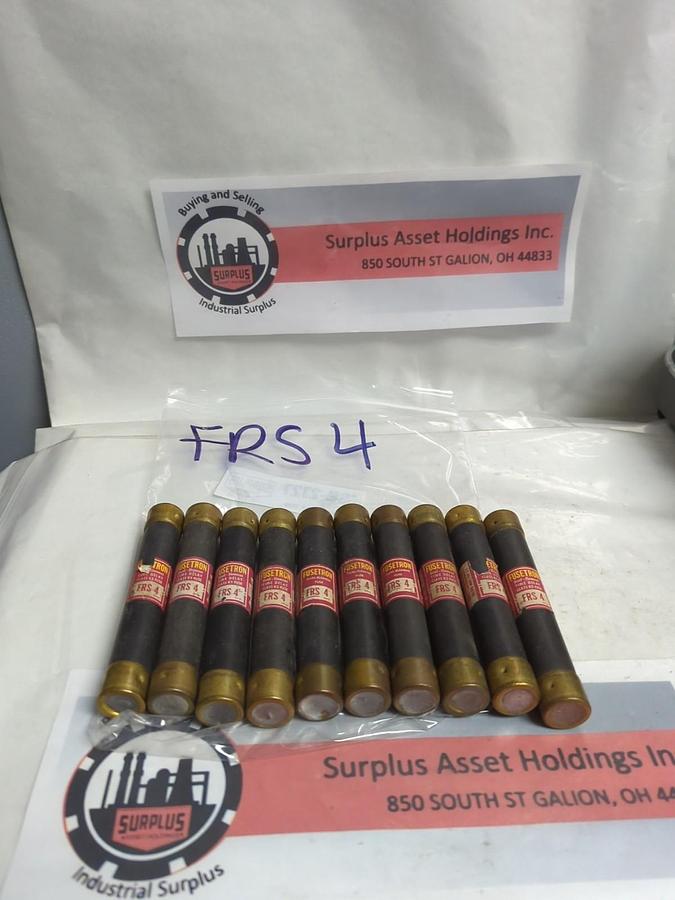 Buying and Selling
SURPLUS
Industrial Surplus
Surplus Asset Holdings Inc.
850 SOUTH ST GALION, OH 44833
FRS 4
FUSETRON
FRS 4
FUSETRON
FRS 4
FUSETRON
FRS 4
FUSETRON
FRS 4
FUSETRON
FRS 4
FUSETRON
FRS 4
FUSETRON
FRS 4
FUSETRON
FRS 4
FRS 4
FUSETRON
FRS 4
SURPLUS
Industrial Surplus
Surplus Asset Holdings In
850 SOUTH ST GALION, OH 44